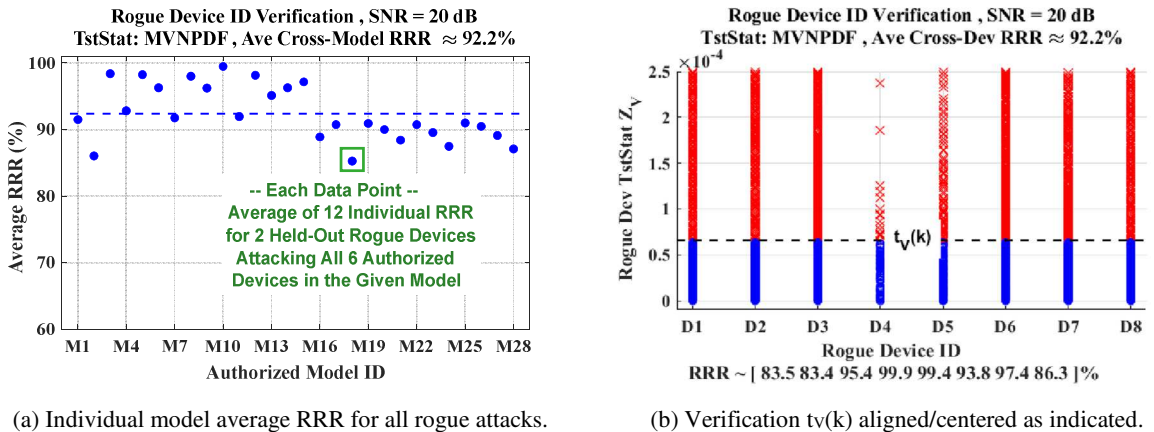 Rogue Device ID Verification , SNR = 20 dB
TstStat: MVNPDF , Ave Cross-Model RRR ≈ 92.2%
100
90
80
70
60
Average RRR (%)
-- Each Data Point --
Average of 12 Individual RRR
for 2 Held-Out Rogue Devices
Attacking All 6 Authorized
Devices in the Given Model
M1 M4 M7 M10 M13 M16 M19 M22 M25 M28
Authorized Model ID
(a) Individual model average RRR for all rogue attacks.
Rogue Device ID Verification , SNR = 20 dB
TstStat: MVNPDF , Ave Cross-Dev RRR ≈ 92.2%
×10⁻⁴
2.5
2
1.5
1
0.5
0
Rogue Dev TstStat Z_V
t_V(k)
D1 D2 D3 D4 D5 D6 D7 D8
Rogue Device ID
RRR ~ [ 83.5 83.4 95.4 99.9 99.4 93.8 97.4 86.3 ]%
(b) Verification t_V(k) aligned/centered as indicated.